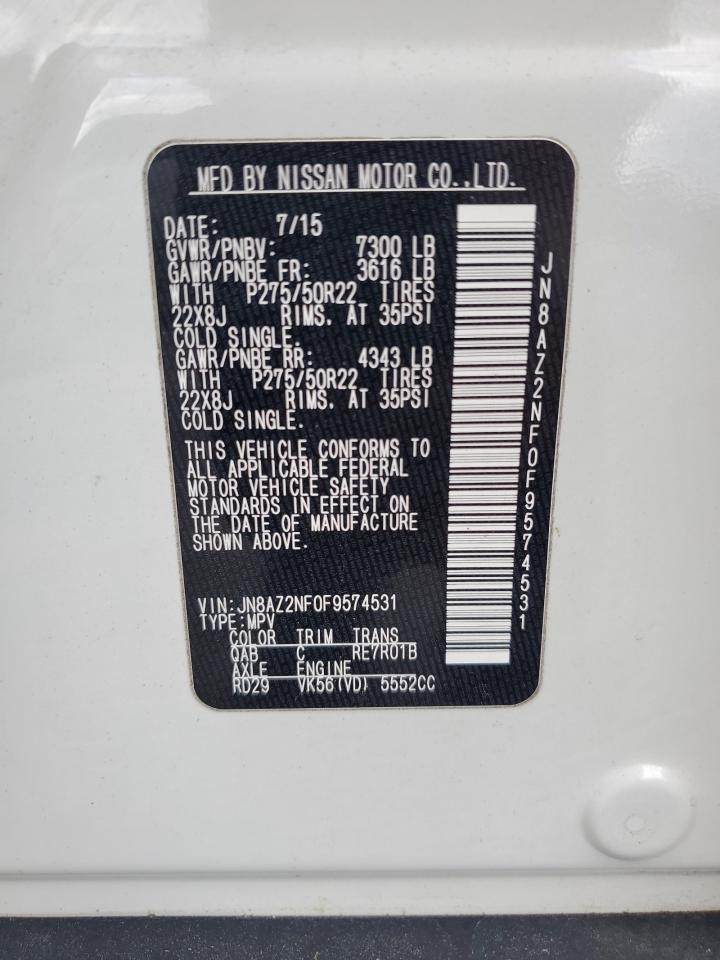 MFD BY NISSAN MOTOR CO.,LTD.
DATE: 7/15
GVWR/PNBV: 7300 LB
GAWR/PNBE FR: 3616 LB
WITH P275/50R22 TIRES
22X8J RIMS, AT 35PSI
COLD SINGLE.
GAWR/PNBE RR: 4343 LB
WITH P275/50R22 TIRES
22X8J RIMS, AT 35PSI
COLD SINGLE.
THIS VEHICLE CONFORMS TO
ALL APPLICABLE FEDERAL
MOTOR VEHICLE SAFETY
STANDARDS IN EFFECT ON
THE DATE OF MANUFACTURE
SHOWN ABOVE.
VIN:JN8AZ2NF0F9574531
TYPE:MPV
COLOR TRIM TRANS
QAB C RE7R01B
AXLE ENGINE
RD29 VK56(VD) 5552CC
JN8AZ2NF0F9574531